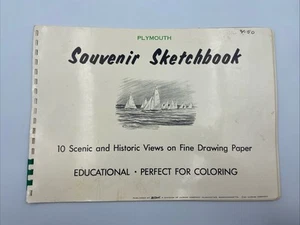 PLYMOUTH
Souvenir Sketchbook
10 Scenic and Historic Views on Fine Drawing Paper
EDUCATIONAL · PERFECT FOR COLORING